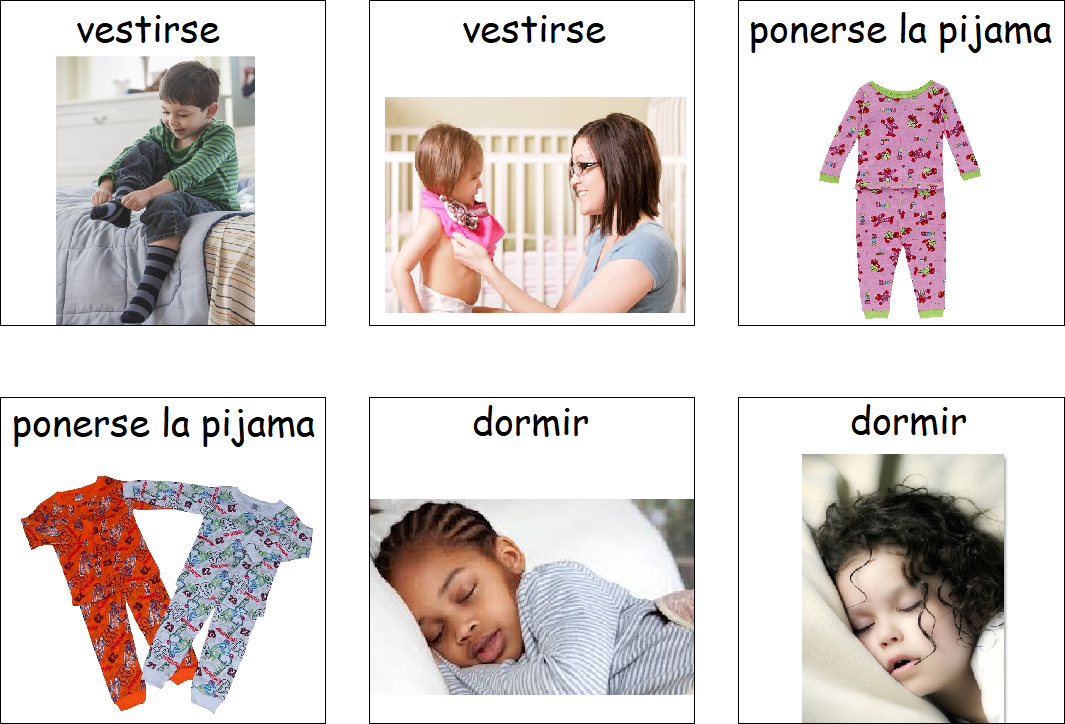 vestirse
vestirse
ponerse la pijama
ponerse la pijama
dormir
dormir